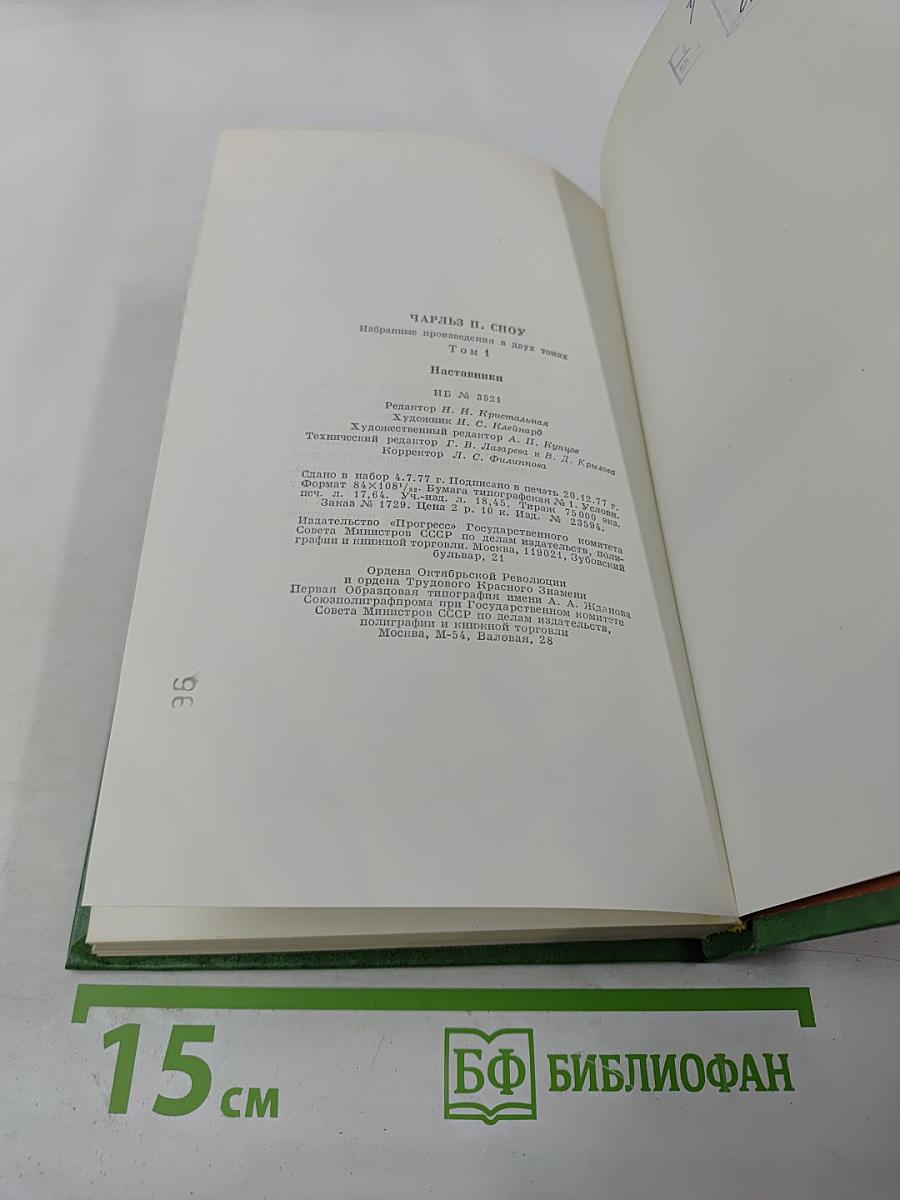 ЧАРЛЬЗ П. СНОУ
Избранные произведения в двух томах
Том 1
Наставники
ИБ № 3521
Редактор Н. Н. Кристальная
Художник И. С. Клейнард
Художественный редактор А. П. Купцов
Технический редактор Г. В. Лазарева и В. Д. Крылова
Корректор Л. С. Филиппова
Сдано в набор 4.7.77 г. Подписано в печать 20.12.77 г.
Формат 84×108¹/₃₂. Бумага типографская № 1. Условн.
печ. л. 17,64. Уч.-изд. л. 18,45. Тираж 75 000 экз.
Заказ № 1729. Цена 2 р. 10 к. Изд. № 23594.
Издательство «Прогресс» Государственного комитета
Совета Министров СССР по делам издательств, поли-
графии и книжной торговли. Москва, 119021, Зубовский
бульвар, 21
Ордена Октябрьской Революции
и ордена Трудового Красного Знамени
Первая Образцовая типография имени А. А. Жданова
Союзполиграфпрома при Государственном комитете
Совета Министров СССР по делам издательств,
полиграфии и книжной торговли
Москва, М-54, Валовая, 28
15 см
БФ БИБЛИОФАН